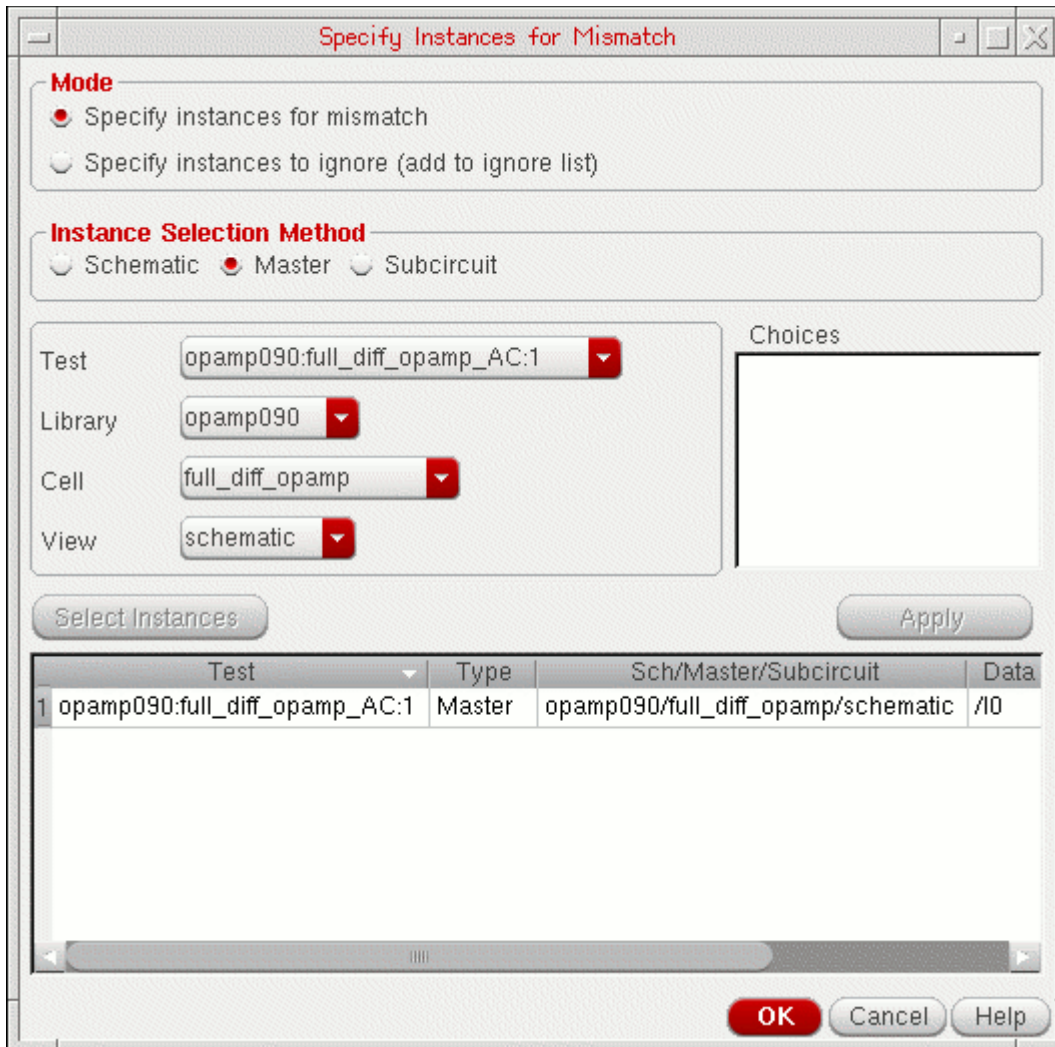 Specify Instances for Mismatch
Mode
Specify instances for mismatch
Specify instances to ignore (add to ignore list)
Instance Selection Method
Schematic Master Subcircuit
Test opamp090:full_diff_opamp_AC:1
Library opamp090
Cell full_diff_opamp
View schematic
Choices
Select Instances Apply
Test Type Sch/Master/Subcircuit Data
1 opamp090:full_diff_opamp_AC:1 Master opamp090/full_diff_opamp/schematic /I0
OK Cancel Help